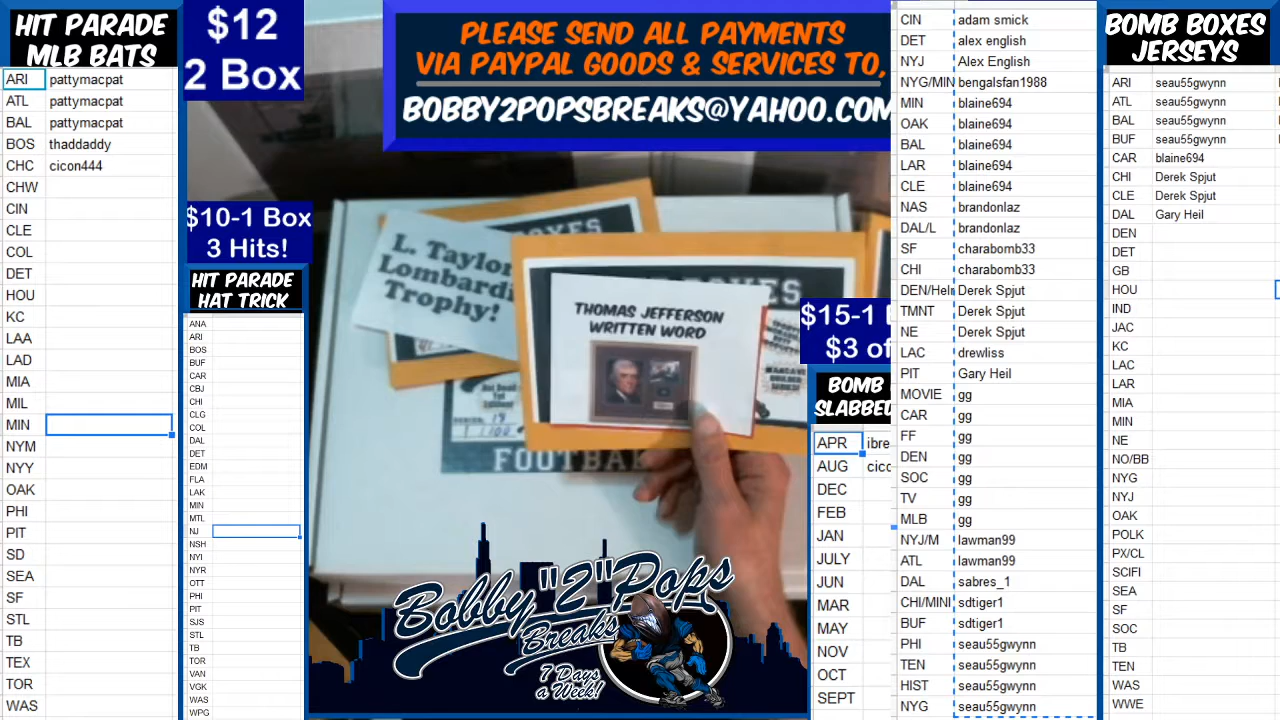 HIT PARADE
MLB BATS
ARI pattymacpat
ATL pattymacpat
BAL pattymacpat
BOS thaddaddy
CHC cicon444
CHW
CIN
CLE
COL
DET
HOU
KC
LAA
LAD
MIA
MIL
MIN
NYM
NYY
OAK
PHI
PIT
SD
SEA
SF
STL
TB
TEX
TOR
WAS
$12
2 Box
$10-1 Box
3 Hits!
HIT PARADE
HAT TRICK
ANA
ARI
BOS
BUF
CAR
CBJ
CHI
CLG
COL
DAL
DET
EDM
FLA
LAK
MIN
MTL
NJ
NSH
NYI
NYR
OTT
PHI
PIT
SJS
STL
TB
TOR
VAN
VGK
WAS
WPG
PLEASE SEND ALL PAYMENTS
VIA PAYPAL GOODS & SERVICES TO,
BOBBY2POPSBREAKS@YAHOO.COM
L. Taylor
Lombardi
Trophy!
THOMAS JEFFERSON
WRITTEN WORD
FOOTBA
Bobby "2" Pops
Breaks
7 Days
a Week!
$15-1
$3 of
BOMB
SLABBED
APR ibre
AUG cico
DEC
FEB
JAN
JULY
JUN
MAR
MAY
NOV
OCT
SEPT
CIN adam smick
DET alex english
NYJ Alex English
NYG/MIN bengalsfan1988
MIN blaine694
OAK blaine694
BAL blaine694
LAR blaine694
CLE blaine694
NAS brandonlaz
DAL/L brandonlaz
SF charabomb33
CHI charabomb33
DEN/Helm Derek Spjut
TMNT Derek Spjut
NE Derek Spjut
LAC drewliss
PIT Gary Heil
MOVIE gg
CAR gg
FF gg
DEN gg
SOC gg
TV gg
MLB gg
NYJ/M lawman99
ATL lawman99
DAL sabres_1
CHI/MINI sdtiger1
BUF sdtiger1
PHI seau55gwynn
TEN seau55gwynn
HIST seau55gwynn
NYG seau55gwynn
BOMB BOXES
JERSEYS
ARI seau55gwynn
ATL seau55gwynn
BAL seau55gwynn
BUF seau55gwynn
CAR blaine694
CHI Derek Spjut
CLE Derek Spjut
DAL Gary Heil
DEN
DET
GB
HOU
IND
JAC
KC
LAC
LAR
MIA
MIN
NE
NO/BB
NYG
NYJ
OAK
POLK
PX/CL
SCIFI
SEA
SF
SOC
TB
TEN
WAS
WWE